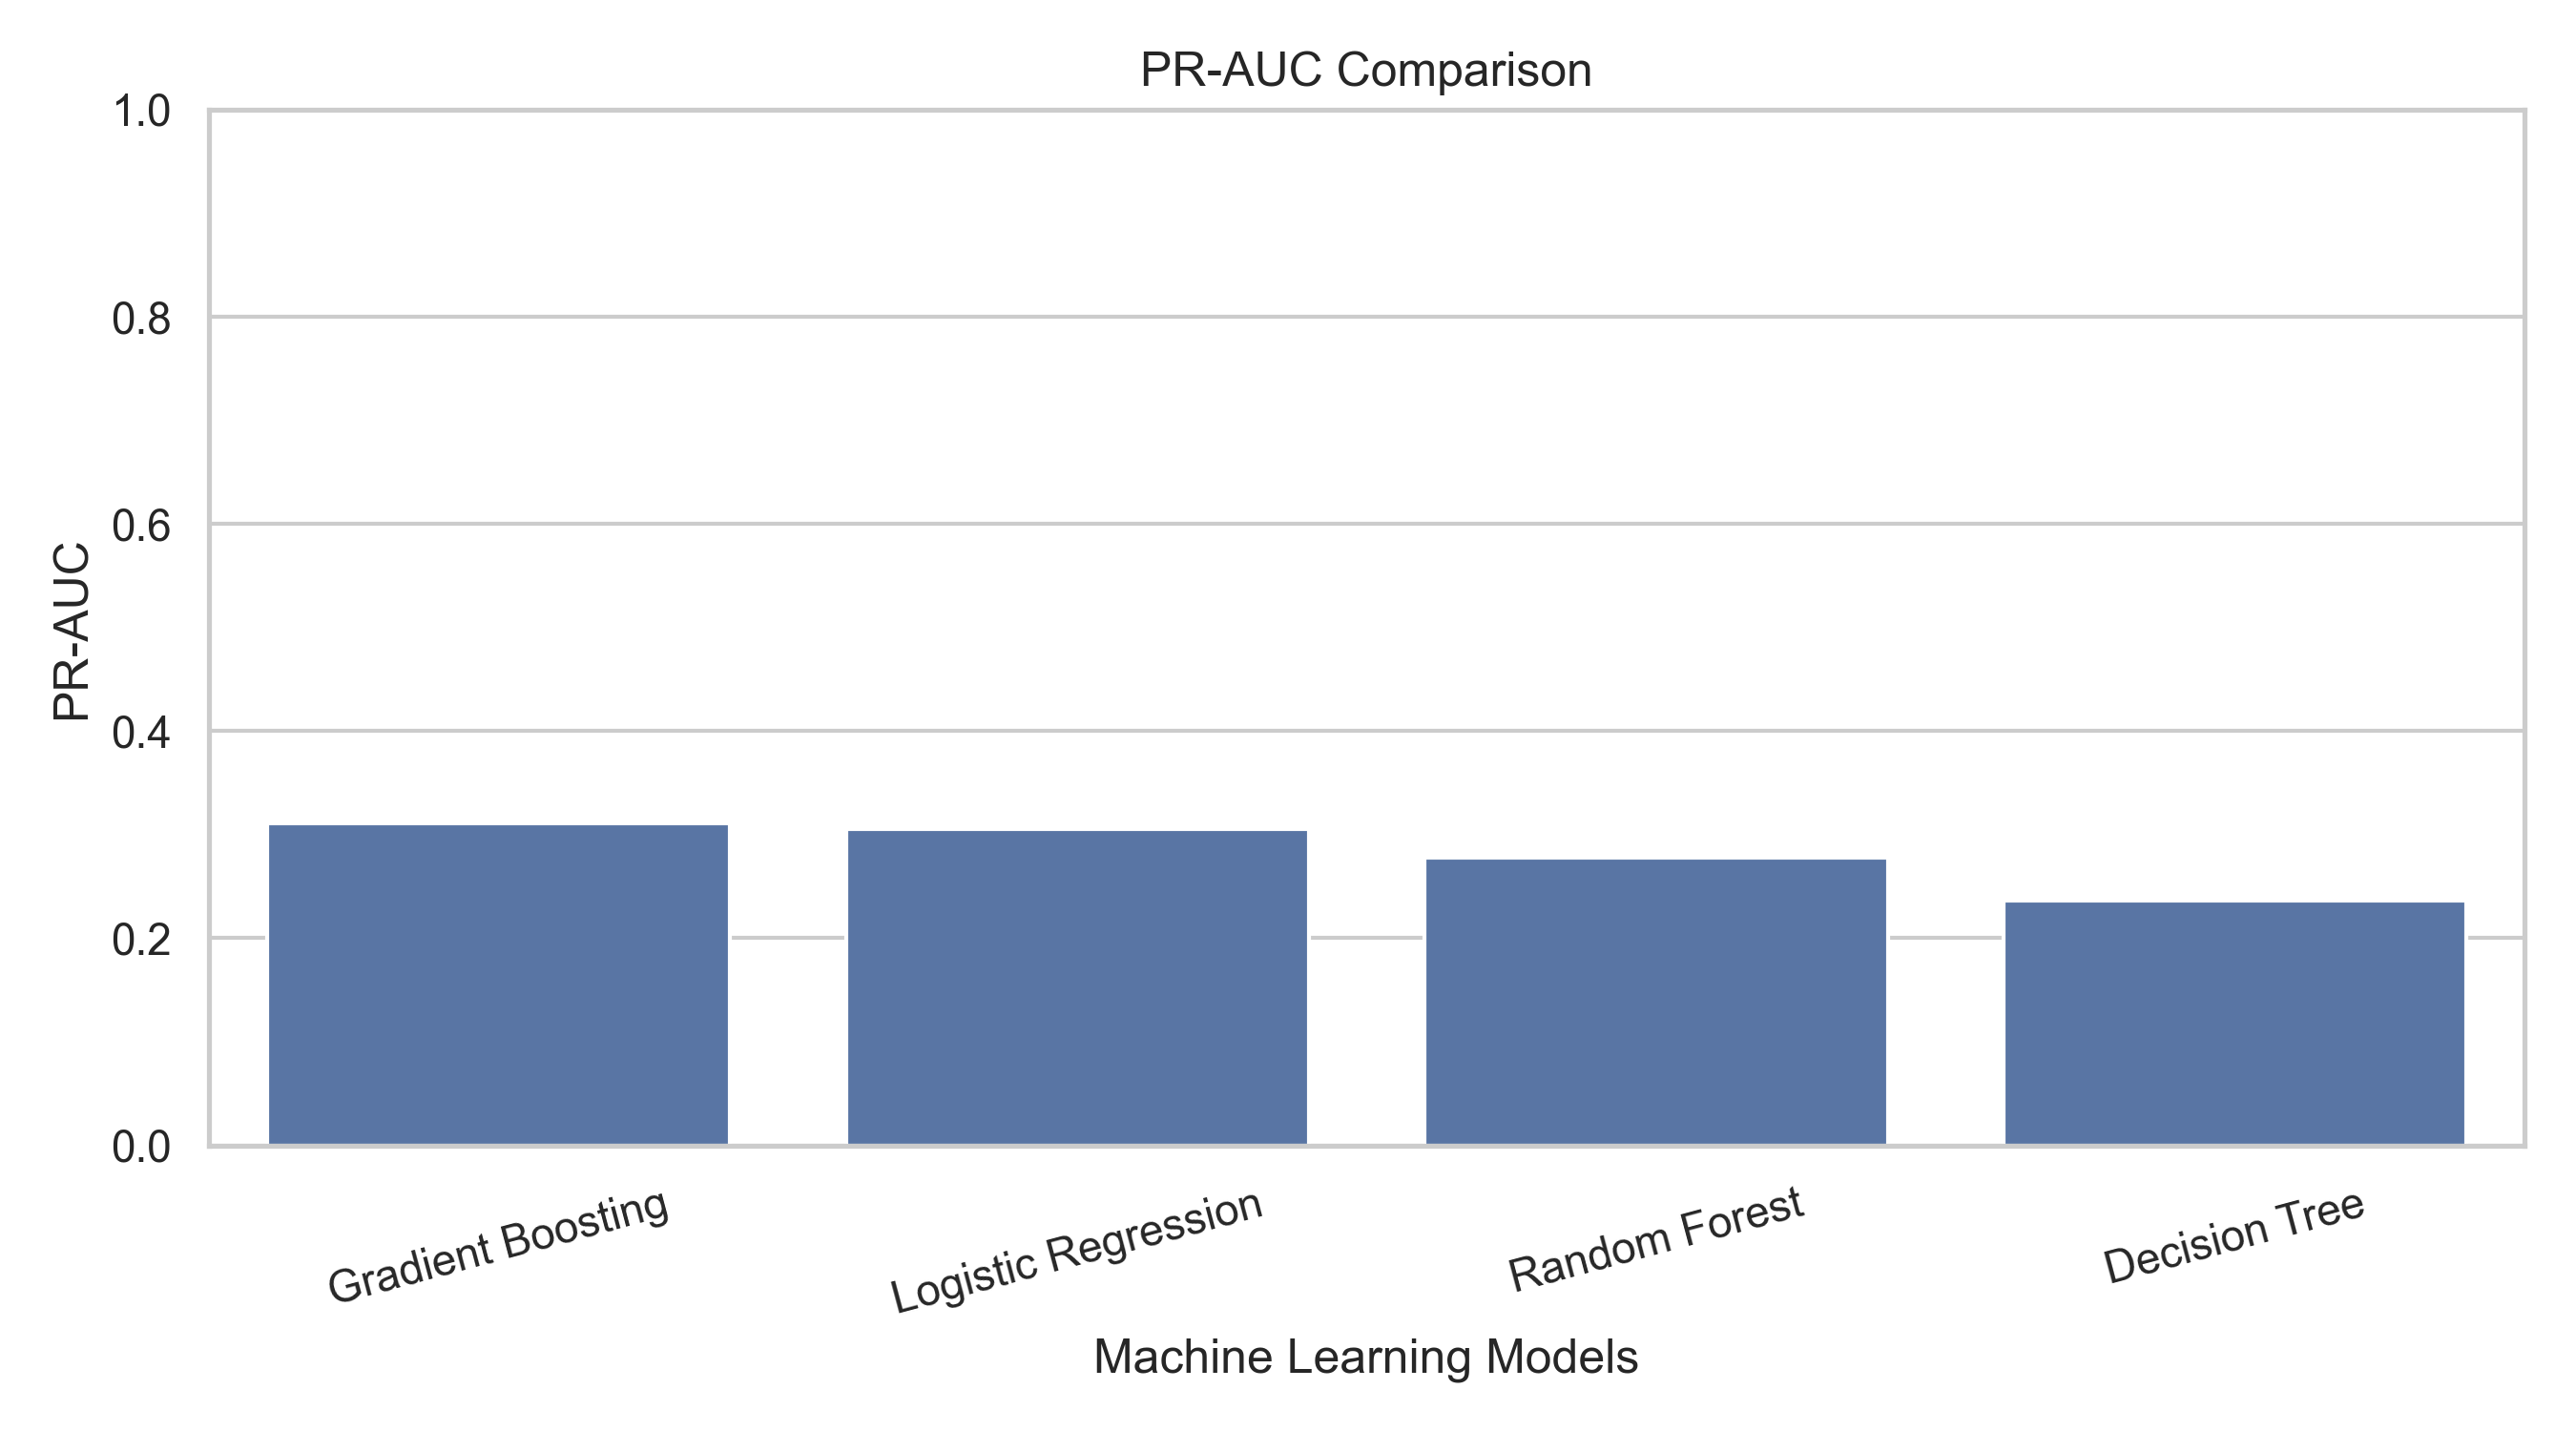 PR-AUC Comparison
PR-AUC
1.0
0.8
0.6
0.4
0.2
0.0
Gradient Boosting
Logistic Regression
Random Forest
Decision Tree
Machine Learning Models